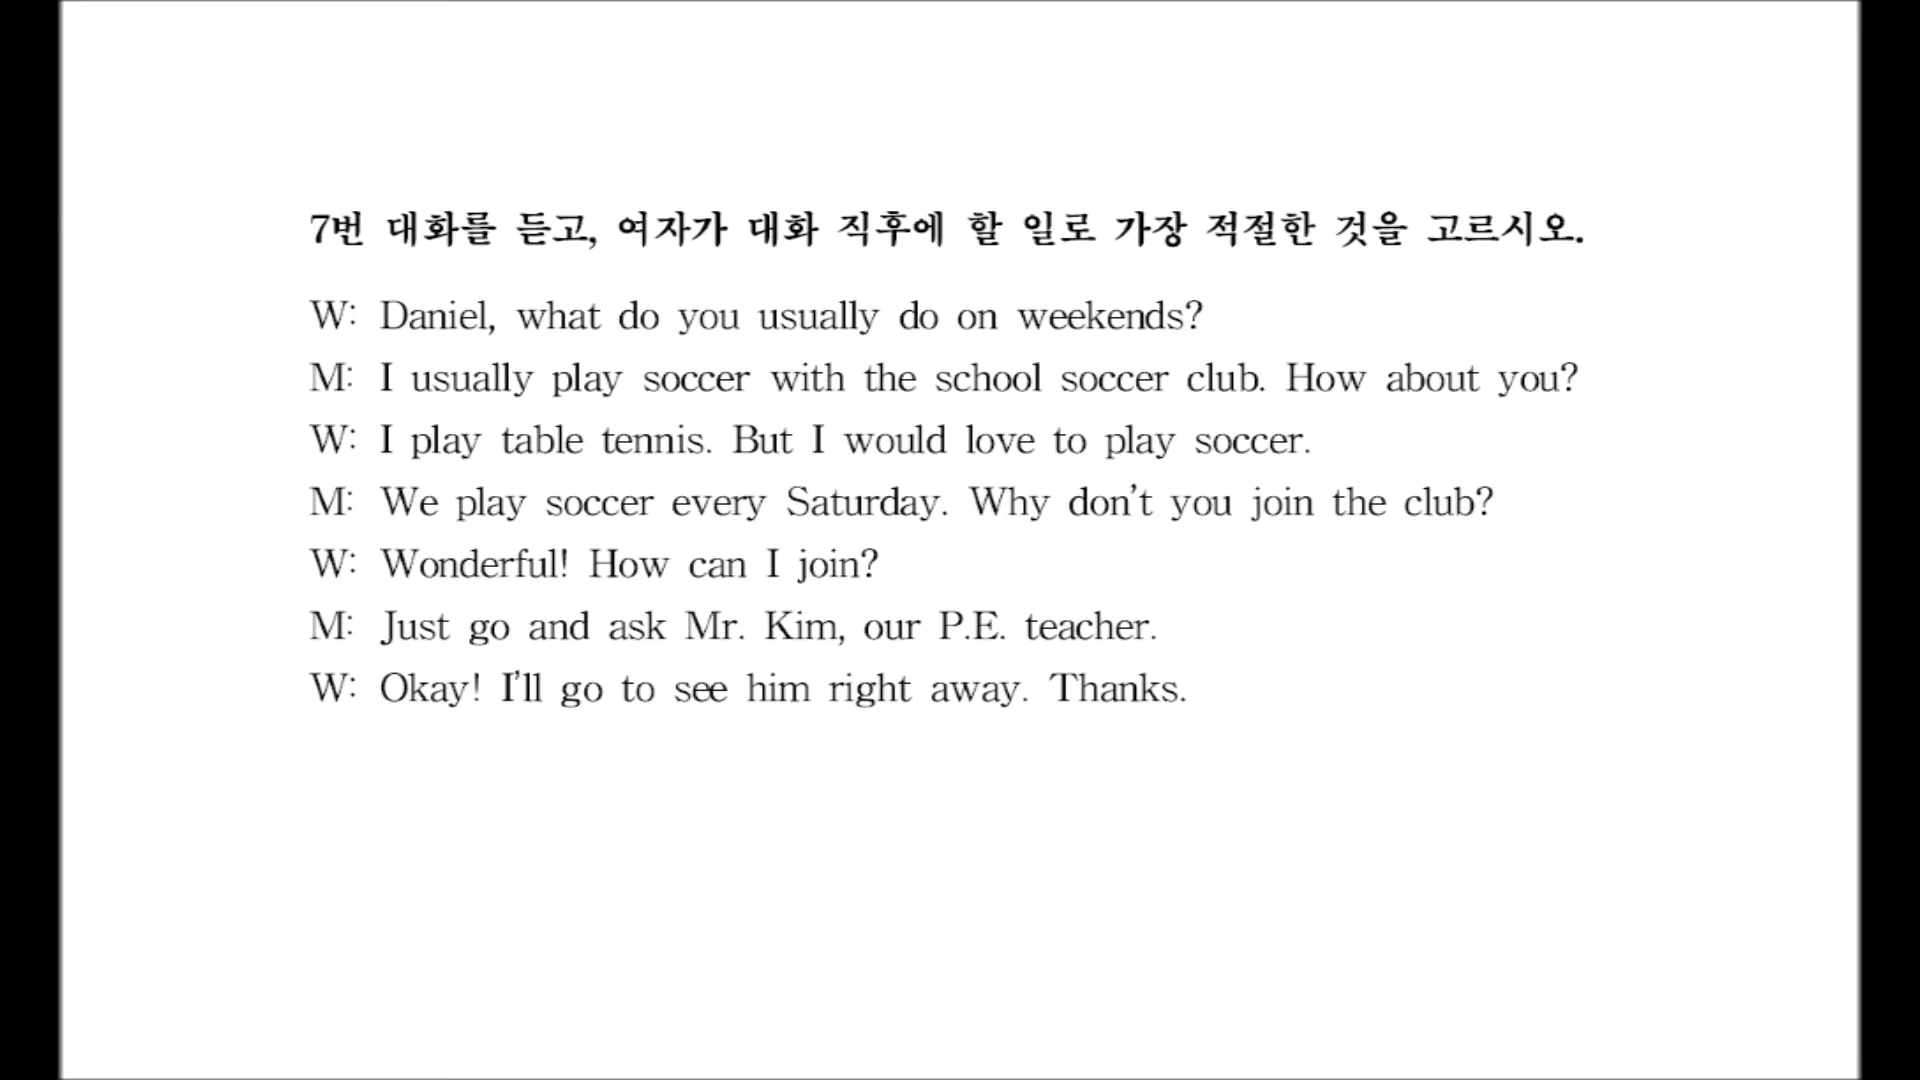 7번 대화를 듣고, 여자가 대화 직후에 할 일로 가장 적절한 것을 고르시오.
W: Daniel, what do you usually do on weekends?
M: I usually play soccer with the school soccer club. How about you?
W: I play table tennis. But I would love to play soccer.
M: We play soccer every Saturday. Why don't you join the club?
W: Wonderful! How can I join?
M: Just go and ask Mr. Kim, our P.E. teacher.
W: Okay! I'll go to see him right away. Thanks.